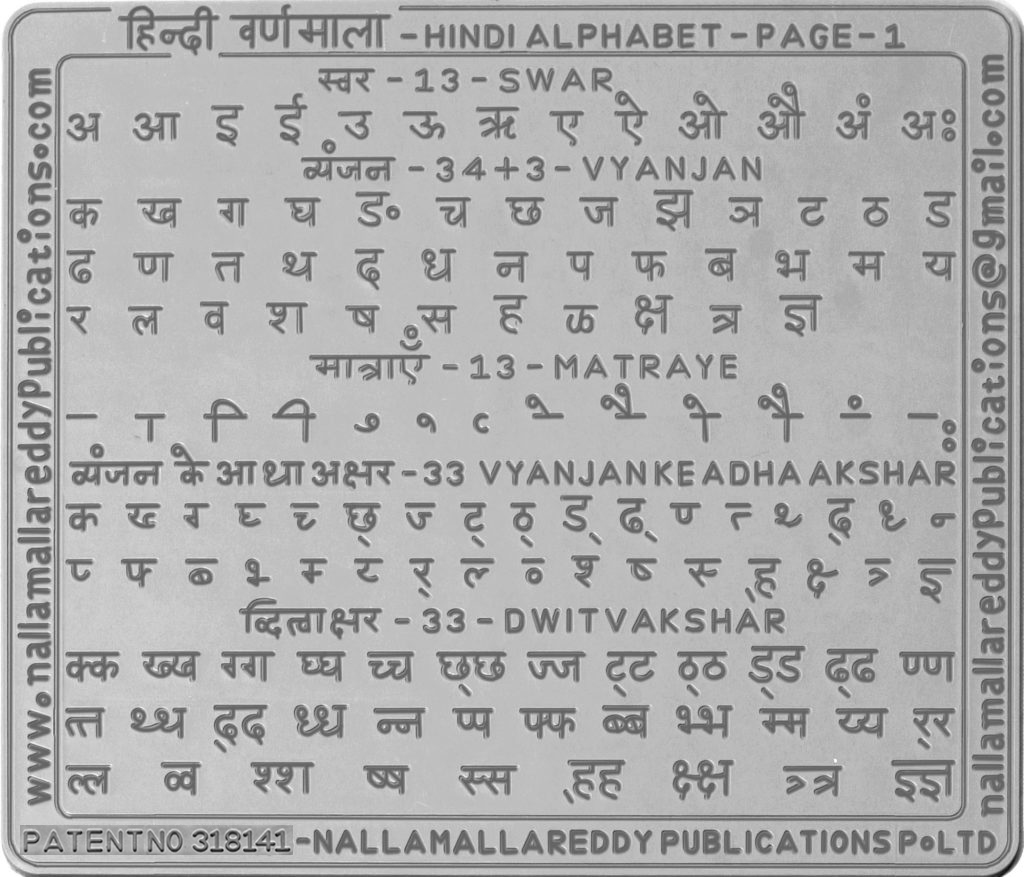 हिन्दी वर्णमाला - HINDI ALPHABET - PAGE - 1
स्वर - 13 - SWAR
अ आ इ ई उ ऊ ऋ ए ऐ ओ औ अं अः
व्यंजन - 34+3 - VYANJAN
क ख ग घ ङ च छ ज झ ञ ट ठ ड
ढ ण त थ द ध न प फ ब भ म य
र ल व श ष स ह ळ क्ष त्र ज्ञ
मात्राएँ - 13 - MATRAYE
– ा ि ी ु ू ृ े ै ो ौ ं ः
व्यंजन के आधा अक्षर - 33 VYANJAN KE ADHA AKSHAR
क्‍ ख्‍ ग्‍ घ्‍ च्‍ छ् ज्‍ ट् ठ् ड् ढ् ण्‍ त्‍ थ्‍ द् ध्‍ न्‍
प्‍ फ्‍ ब्‍ भ्‍ म्‍ य्‍ र् ल्‍ व्‍ श्‍ ष्‍ स्‍ ह् क्ष्‍ त्र्‍ ज्ञ्
द्वित्वाक्षर - 33 - DWITVAKSHAR
क्क ख्ख ग्ग घ्घ च्च छ्छ ज्ज ट्ट ठ्ठ ड्ड ढ्ढ ण्ण
त्त थ्थ द्द ध्ध न्न प्प फ्फ ब्ब भ्भ म्म य्य र्र
ल्ल व्व श्श ष्ष स्स ह्ह क्ष्क्ष त्र्त्र ज्ञ्ज्ञ
PATENT NO 318141 - NALLAMALLAREDDY PUBLICATIONS P.LTD
www.nallamallareddyPublications.com
nallamallareddyPublications@gmail.com